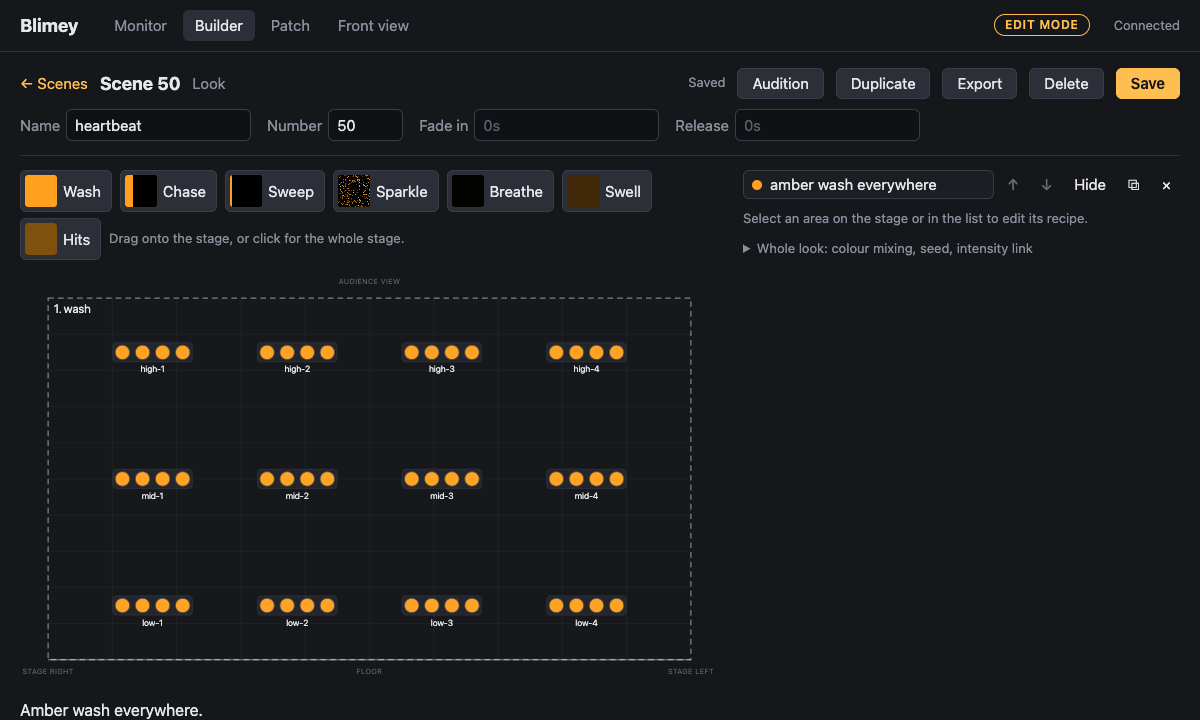 Blimey Monitor Builder Patch Front view EDIT MODE Connected
← Scenes Scene 50 Look Saved Audition Duplicate Export Delete Save
Name heartbeat Number 50 Fade in 0s Release 0s
Wash Chase Sweep Sparkle Breathe Swell
Hits Drag onto the stage, or click for the whole stage.
amber wash everywhere ↑ ↓ Hide ×
Select an area on the stage or in the list to edit its recipe.
▶ Whole look: colour mixing, seed, intensity link
AUDIENCE VIEW
1. wash
high-1 high-2 high-3 high-4
mid-1 mid-2 mid-3 mid-4
low-1 low-2 low-3 low-4
STAGE RIGHT FLOOR STAGE LEFT
Amber wash everywhere.